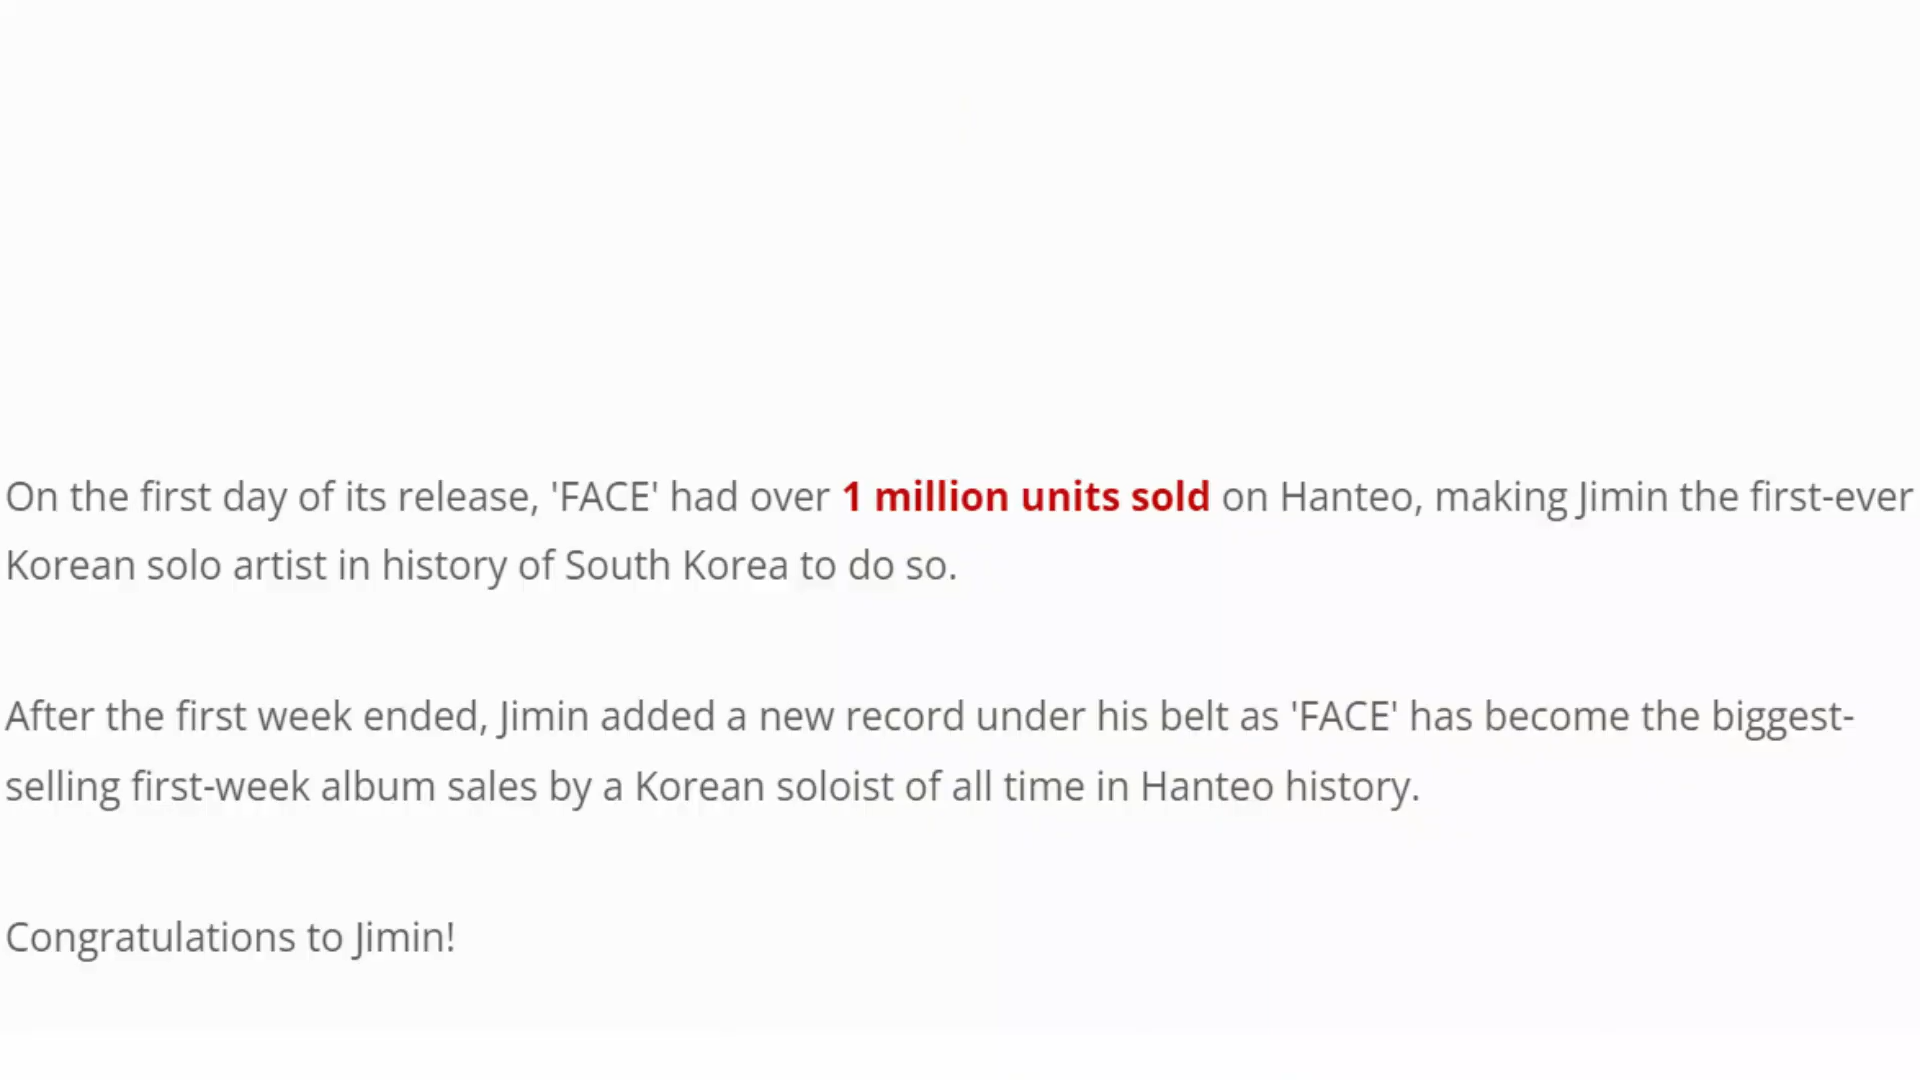 On the first day of its release, 'FACE' had over 1 million units sold on Hanteo, making Jimin the first-ever
Korean solo artist in history of South Korea to do so.
After the first week ended, Jimin added a new record under his belt as 'FACE' has become the biggest-
selling first-week album sales by a Korean soloist of all time in Hanteo history.
Congratulations to Jimin!